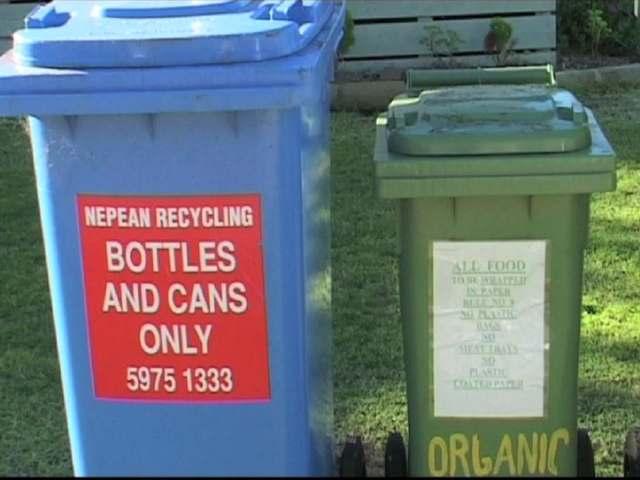 NEPEAN RECYCLING
BOTTLES
AND CANS
ONLY
5975 1333
ALL FOOD
TO BE WRAPPED
IN PAPER
NO PLASTIC
BAGS
NO
MEAT TRAYS
NO
PLASTIC
COATED PAPER
ORGANIC